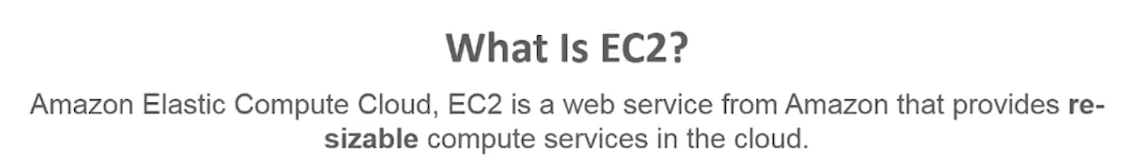 What Is EC2?
Amazon Elastic Compute Cloud, EC2 is a web service from Amazon that provides re-
sizable compute services in the cloud.